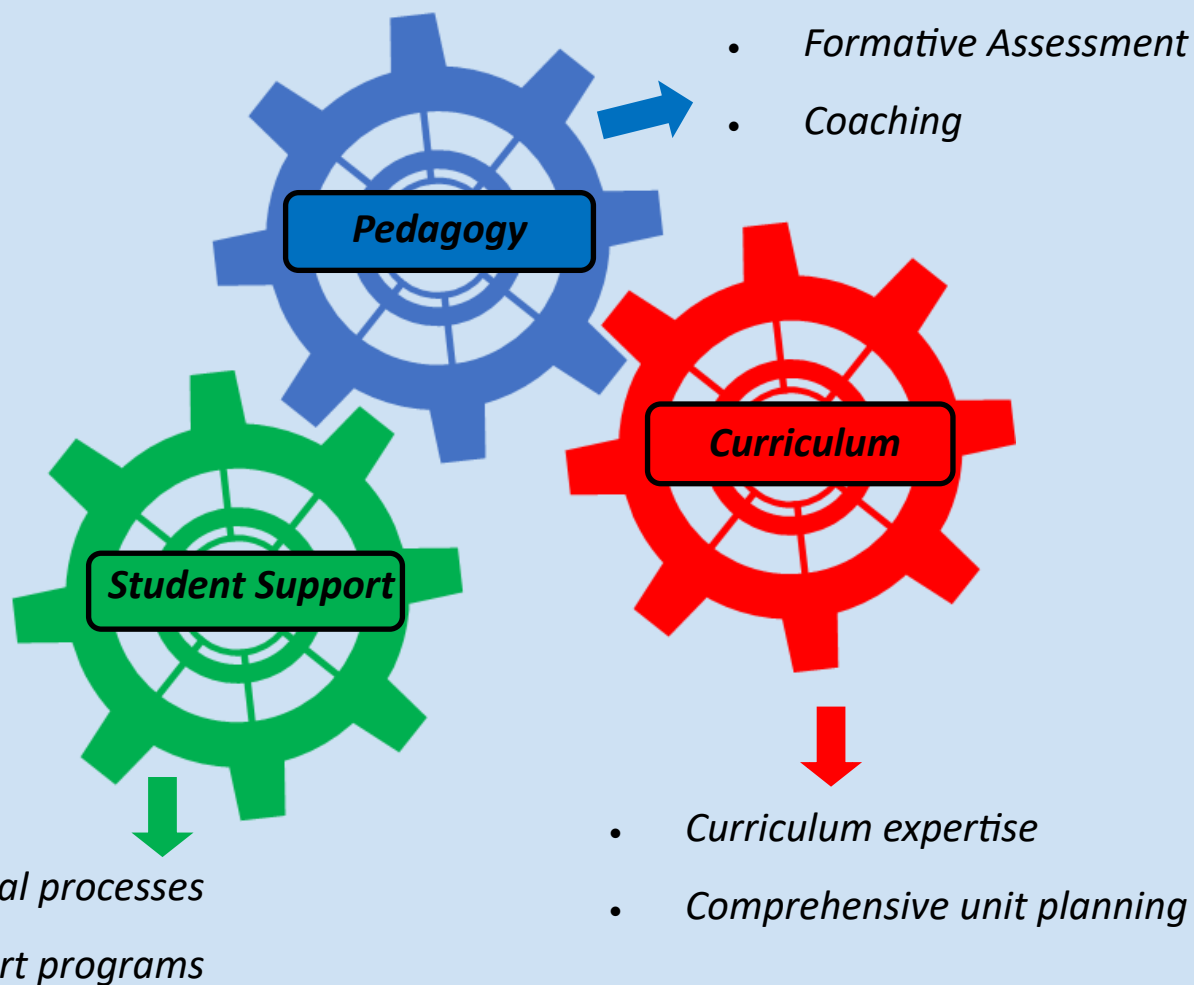 • Formative Assessment
• Coaching
Pedagogy
Curriculum
Student Support
• Curriculum expertise
• Comprehensive unit planning
processes
programs